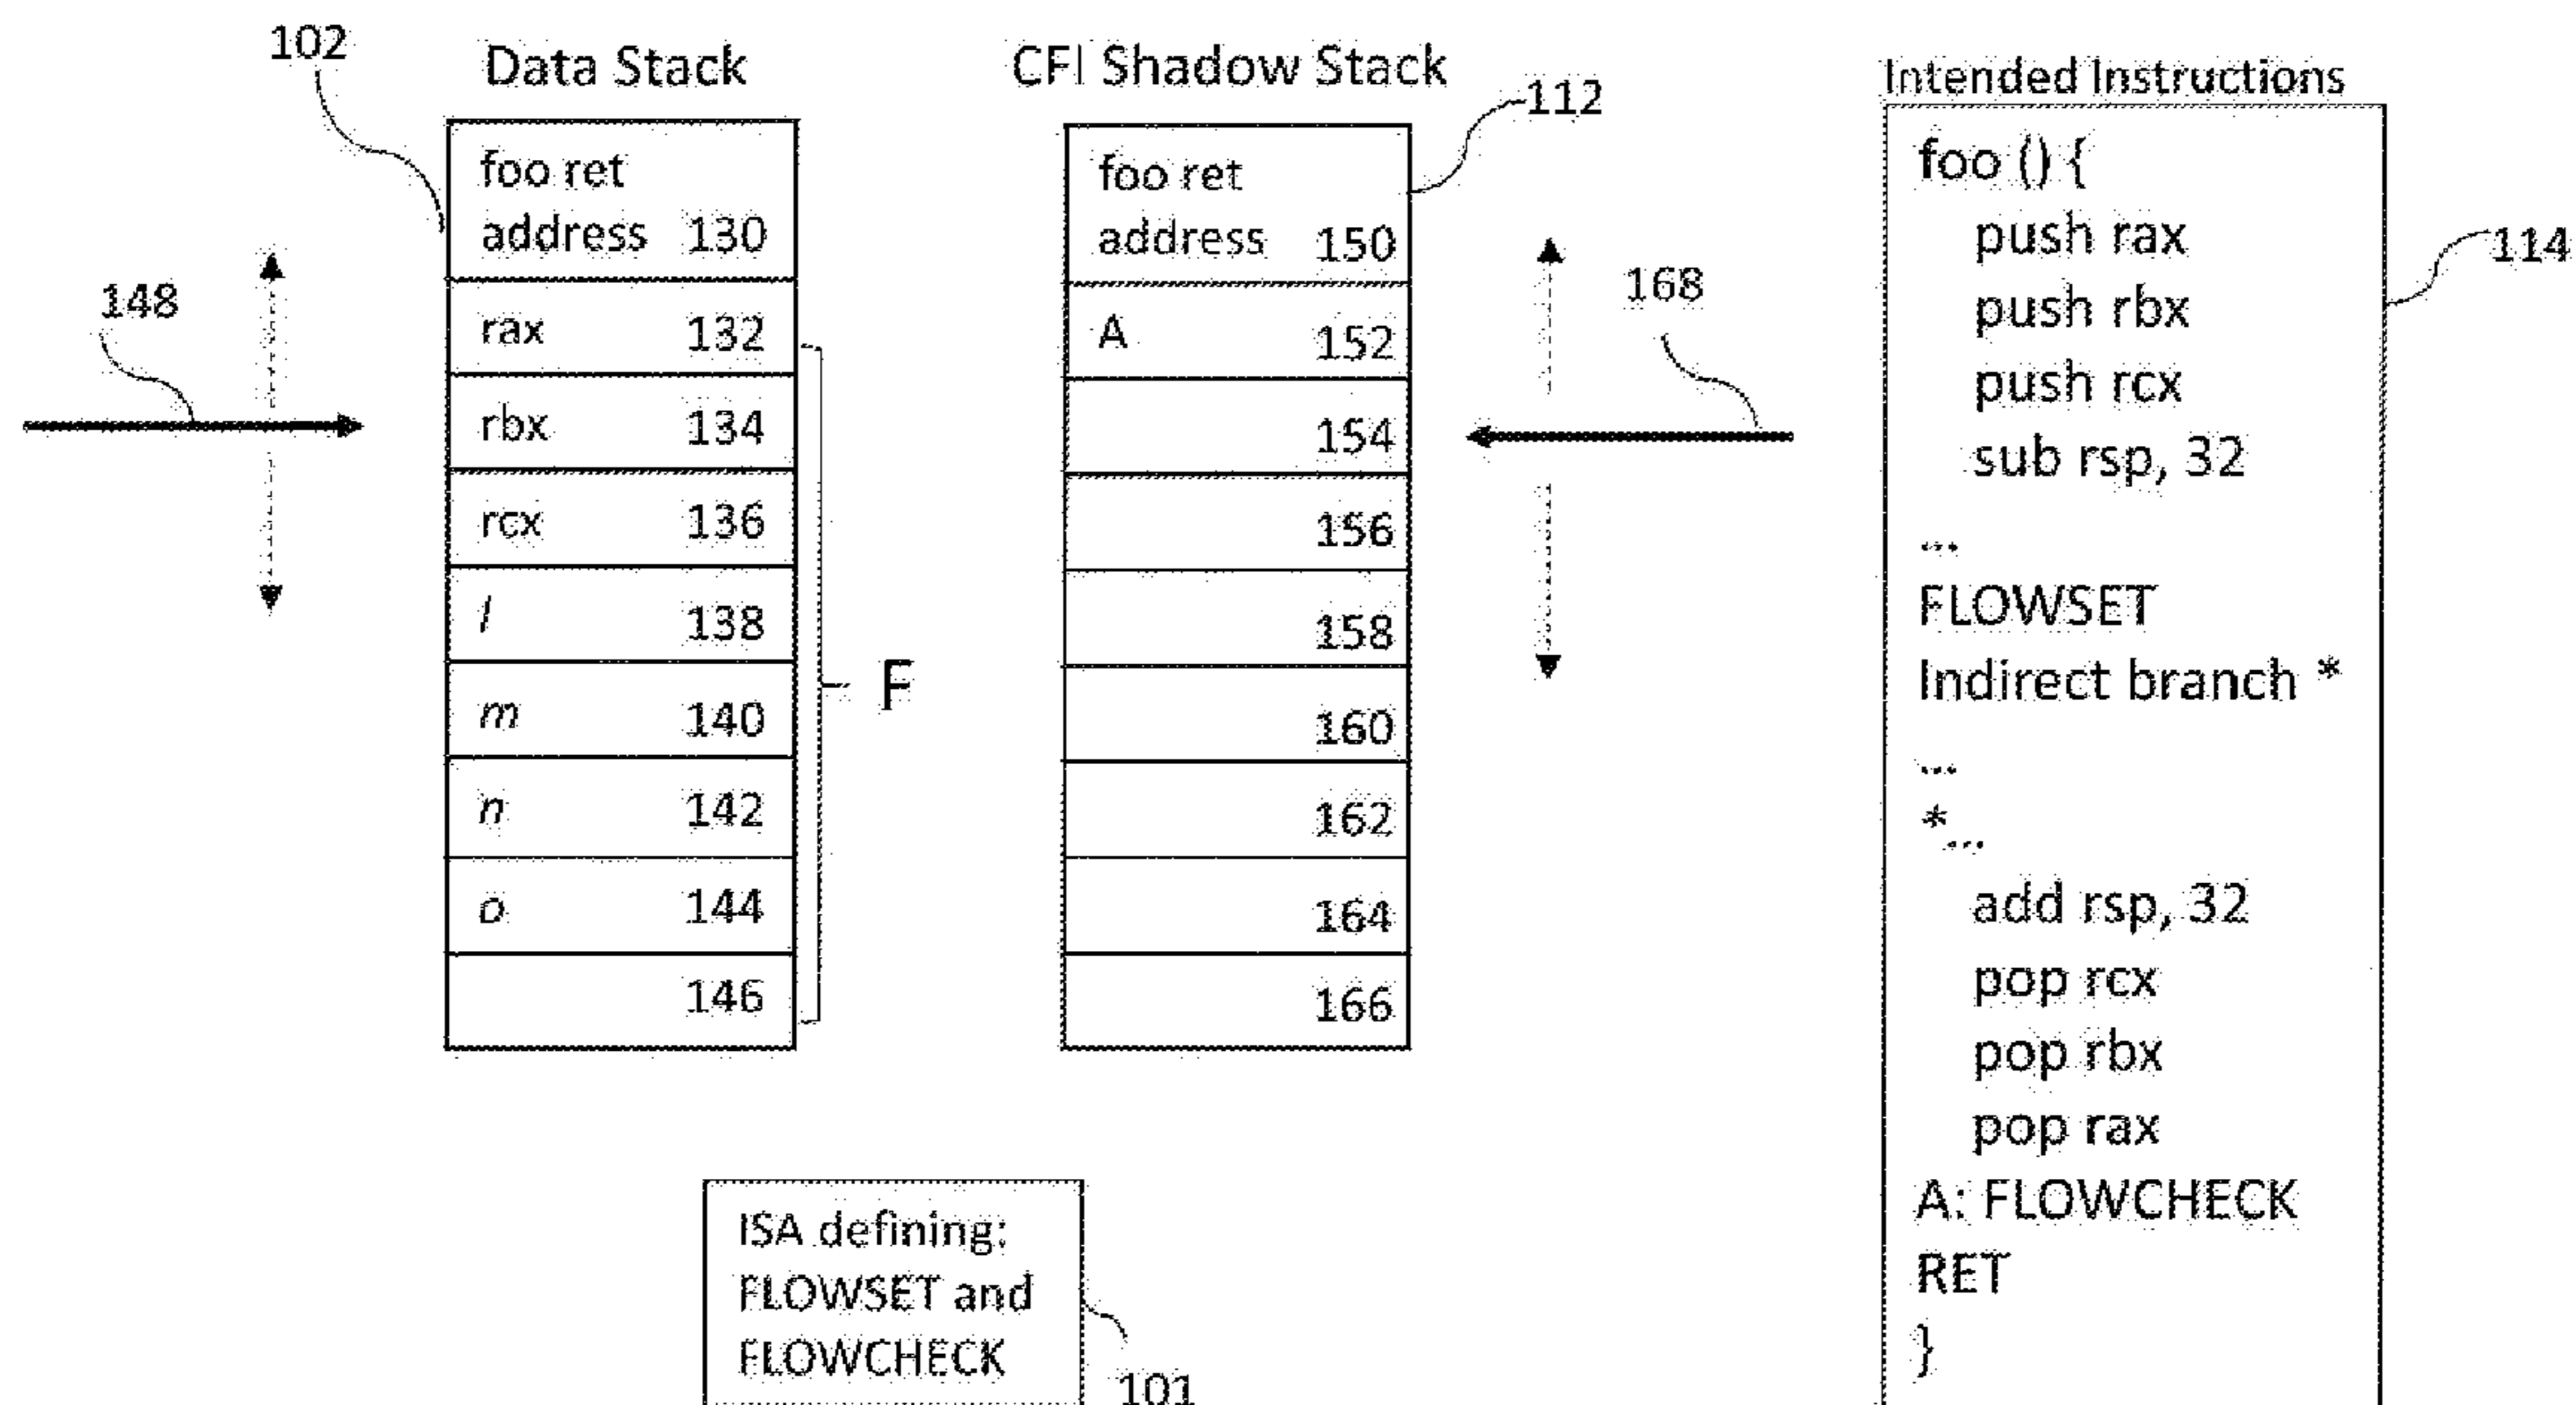 102
Data Stack
foo ret
address 130
rax 132
rbx 134
rcx 136
l 138
m 140
n 142
o 144
146
148
F
CFI Shadow Stack
112
foo ret
address 150
A 152
154
156
158
160
162
164
166
168
Intended Instructions
114
foo () {
push rax
push rbx
push rcx
sub rsp, 32
...
FLOWSET
Indirect branch *
...
*...
add rsp, 32
pop rcx
pop rbx
pop rax
A: FLOWCHECK
RET
}
ISA defining:
FLOWSET and
FLOWCHECK
101